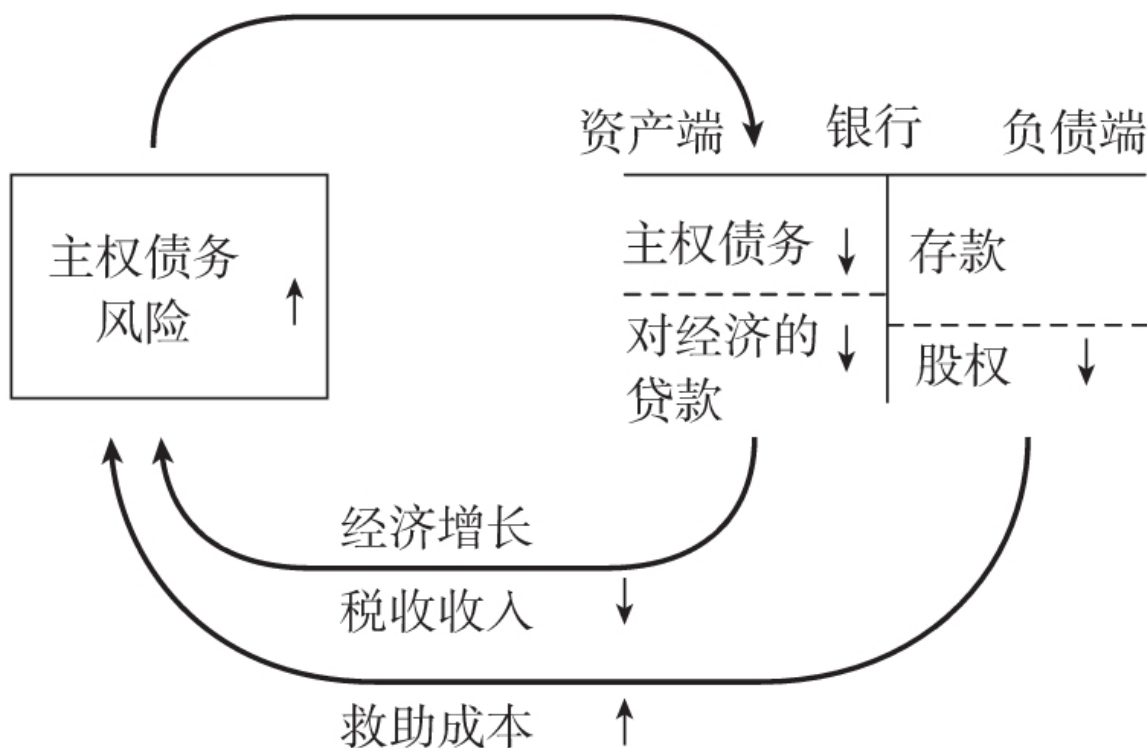 资产端 银行 负债端
主权债务
风险
↑
主权债务 ↓
存款
对经济的
贷款
↓
股权 ↓
经济增长
税收收入 ↓
救助成本 ↑